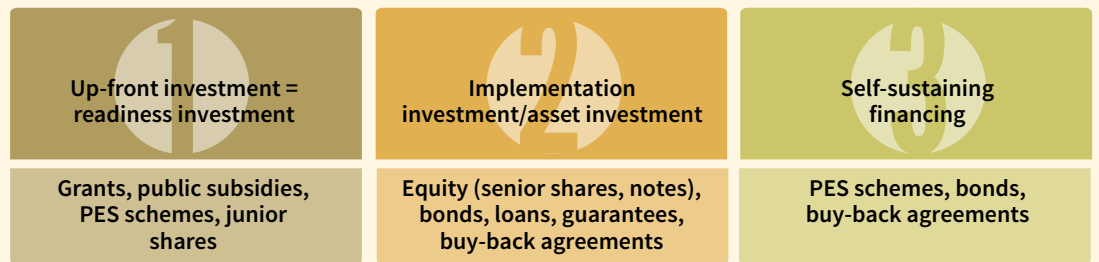 1
Up-front investment =
readiness investment
2
Implementation
investment/asset investment
3
Self-sustaining
financing
Grants, public subsidies,
PES schemes, junior
shares
Equity (senior shares, notes),
bonds, loans, guarantees,
buy-back agreements
PES schemes, bonds,
buy-back agreements